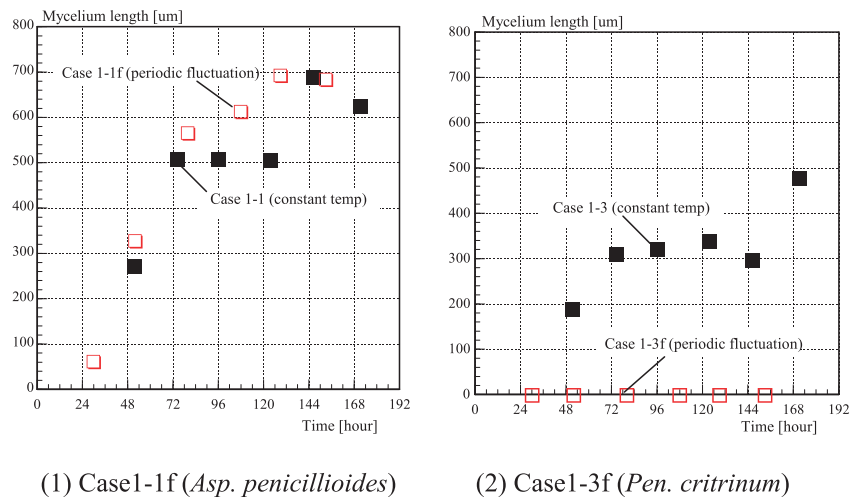 Mycelium length [um]
800
700
600
500
400
300
200
100
0
Case 1-1f (periodic fluctuation)
Case 1-1 (constant temp)
0 24 48 72 96 120 144 168 192
Time [hour]
(1) Case1-1f (Asp. penicillioides)
Mycelium length [um]
800
700
600
500
400
300
200
100
0
Case 1-3 (constant temp)
Case 1-3f (periodic fluctuation)
0 24 48 72 96 120 144 168 192
Time [hour]
(2) Case1-3f (Pen. critrinum)